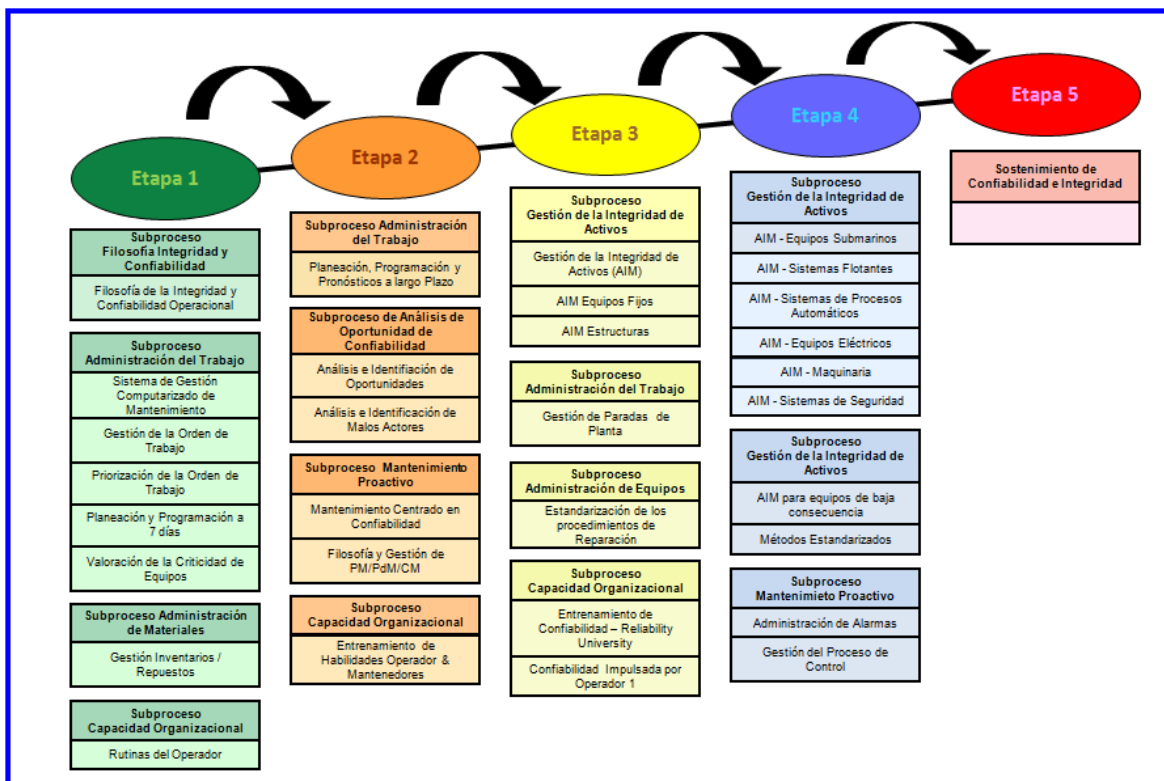 Etapa 1
Subproceso
Filosofía Integridad y
Confiabilidad
Filosofía de la Integridad y
Confiabilidad Operacional
Subproceso
Administración del Trabajo
Sistema de Gestión
Computarizado de
Mantenimiento
Gestión de la Orden de
Trabajo
Priorización de la Orden de
Trabajo
Planeación y Programación a
7 días
Valoración de la Criticidad de
Equipos
Subproceso Administración
de Materiales
Gestión Inventarios /
Repuestos
Subproceso
Capacidad Organizacional
Rutinas del Operador
Etapa 2
Subproceso Administración
del Trabajo
Planeación, Programación y
Pronósticos a largo Plazo
Subproceso de Análisis de
Oportunidad de
Confiabilidad
Análisis e Identifiación de
Oportunidades
Análisis e Identificación de
Malos Actores
Subproceso Mantenimiento
Proactivo
Mantenimiento Centrado en
Confiabilidad
Filosofía y Gestión de
PM/PdM/CM
Subproceso
Capacidad Organizacional
Entrenamiento de
Habilidades Operador &
Mantenedores
Etapa 3
Subproceso
Gestión de la Integridad de
Activos
Gestión de la Integridad de
Activos (AIM)
AIM Equipos Fijos
AIM Estructuras
Subproceso
Administración del Trabajo
Gestión de Paradas de
Planta
Subproceso
Administración de Equipos
Estandarización de los
procedimientos de
Reparación
Subproceso
Capacidad Organizacional
Entrenamiento de
Confiabilidad – Reliability
University
Confiabilidad Impulsada por
Operador 1
Etapa 4
Subproceso
Gestión de la Integridad de
Activos
AIM - Equipos Submarinos
AIM - Sistemas Flotantes
AIM - Sistemas de Procesos
Automáticos
AIM - Equipos Eléctricos
AIM - Maquinaria
AIM - Sistemas de Seguridad
Subproceso
Gestión de la Integridad de
Activos
AIM para equipos de baja
consecuencia
Métodos Estandarizados
Subproceso
Mantenimieto Proactivo
Administración de Alarmas
Gestión del Proceso de
Control
Etapa 5
Sostenimiento de
Confiabilidad e Integridad